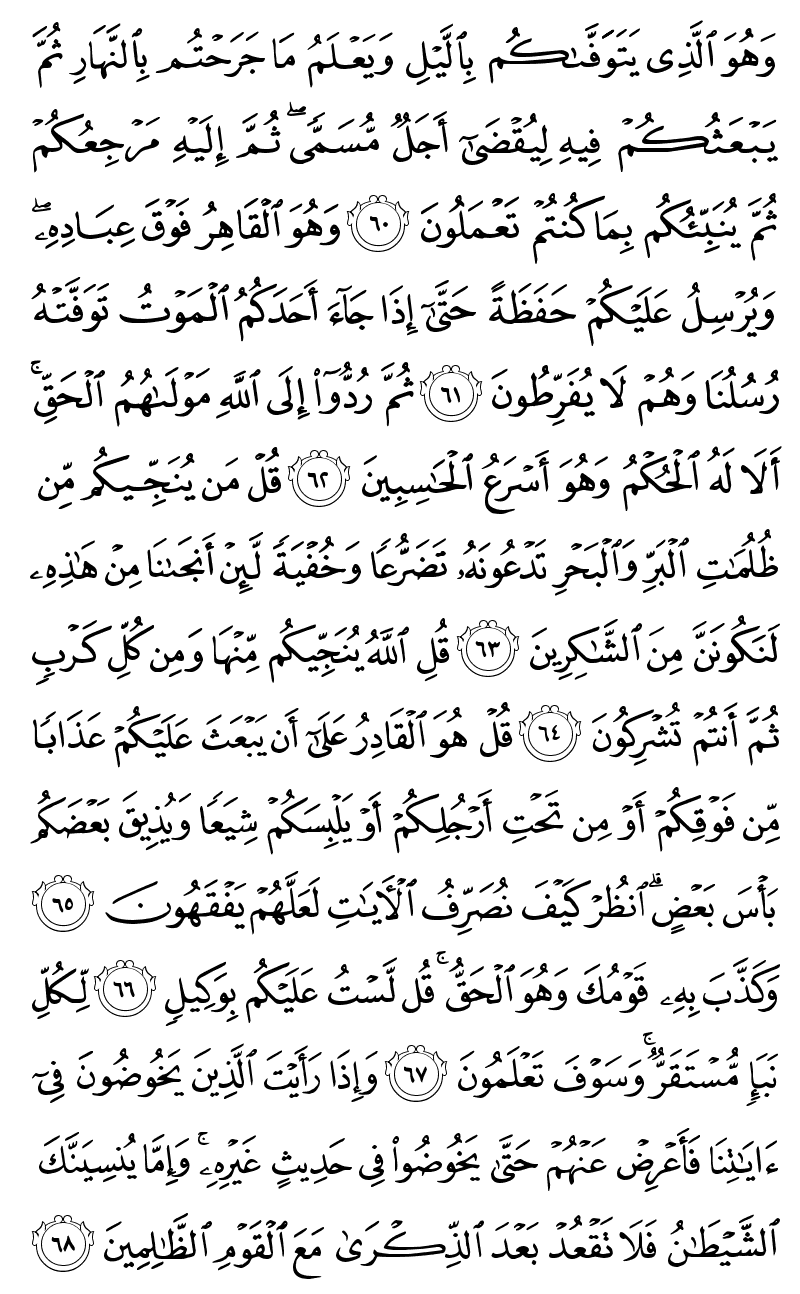 وَهُوَ ٱلَّذِى يَتَوَفَّىٰكُم بِٱلَّيْلِ وَيَعْلَمُ مَا جَرَحْتُم بِٱلنَّهَارِ ثُمَّ
يَبْعَثُكُمْ فِيهِ لِيُقْضَىٰٓ أَجَلٌ مُّسَمًّى ۖ ثُمَّ إِلَيْهِ مَرْجِعُكُمْ
ثُمَّ يُنَبِّئُكُم بِمَا كُنتُمْ تَعْمَلُونَ ٦٠ وَهُوَ ٱلْقَاهِرُ فَوْقَ عِبَادِهِۦ ۖ
وَيُرْسِلُ عَلَيْكُمْ حَفَظَةً حَتَّىٰٓ إِذَا جَآءَ أَحَدَكُمُ ٱلْمَوْتُ تَوَفَّتْهُ
رُسُلُنَا وَهُمْ لَا يُفَرِّطُونَ ٦١ ثُمَّ رُدُّوٓا۟ إِلَى ٱللَّهِ مَوْلَىٰهُمُ ٱلْحَقِّ ۚ
أَلَا لَهُ ٱلْحُكْمُ وَهُوَ أَسْرَعُ ٱلْحَـٰسِبِينَ ٦٢ قُلْ مَن يُنَجِّيكُم مِّن
ظُلُمَـٰتِ ٱلْبَرِّ وَٱلْبَحْرِ تَدْعُونَهُۥ تَضَرُّعًا وَخُفْيَةً لَّئِنْ أَنجَىٰنَا مِنْ هَـٰذِهِۦ
لَنَكُونَنَّ مِنَ ٱلشَّـٰكِرِينَ ٦٣ قُلِ ٱللَّهُ يُنَجِّيكُم مِّنْهَا وَمِن كُلِّ كَرْبٍ
ثُمَّ أَنتُمْ تُشْرِكُونَ ٦٤ قُلْ هُوَ ٱلْقَادِرُ عَلَىٰٓ أَن يَبْعَثَ عَلَيْكُمْ عَذَابًا
مِّن فَوْقِكُمْ أَوْ مِن تَحْتِ أَرْجُلِكُمْ أَوْ يَلْبِسَكُمْ شِيَعًا وَيُذِيقَ بَعْضَكُم
بَأْسَ بَعْضٍ ۗ ٱنظُرْ كَيْفَ نُصَرِّفُ ٱلْـَٔايَـٰتِ لَعَلَّهُمْ يَفْقَهُونَ ٦٥
وَكَذَّبَ بِهِۦ قَوْمُكَ وَهُوَ ٱلْحَقُّ ۚ قُل لَّسْتُ عَلَيْكُم بِوَكِيلٍ ٦٦ لِّكُلِّ
نَبَإٍ مُّسْتَقَرٌّ ۚ وَسَوْفَ تَعْلَمُونَ ٦٧ وَإِذَا رَأَيْتَ ٱلَّذِينَ يَخُوضُونَ فِىٓ
ءَايَـٰتِنَا فَأَعْرِضْ عَنْهُمْ حَتَّىٰ يَخُوضُوا۟ فِى حَدِيثٍ غَيْرِهِۦ ۚ وَإِمَّا يُنسِيَنَّكَ
ٱلشَّيْطَـٰنُ فَلَا تَقْعُدْ بَعْدَ ٱلذِّكْرَىٰ مَعَ ٱلْقَوْمِ ٱلظَّـٰلِمِينَ ٦٨